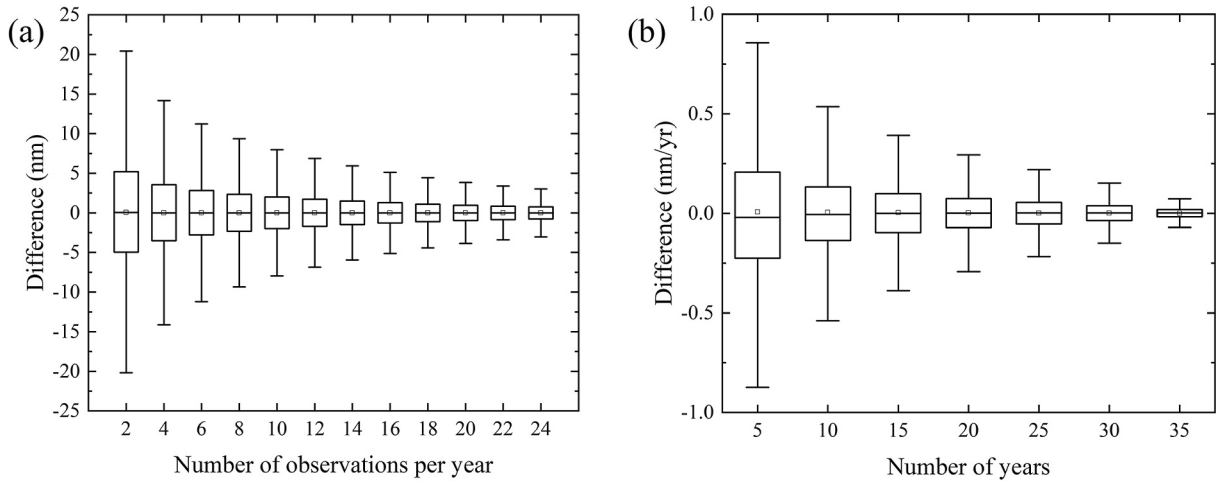 (a)
Difference (nm)
25
20
15
10
5
0
-5
-10
-15
-20
-25
2 4 6 8 10 12 14 16 18 20 22 24
Number of observations per year
(b)
Difference (nm/yr)
1.0
0.5
0.0
-0.5
-1.0
5 10 15 20 25 30 35
Number of years